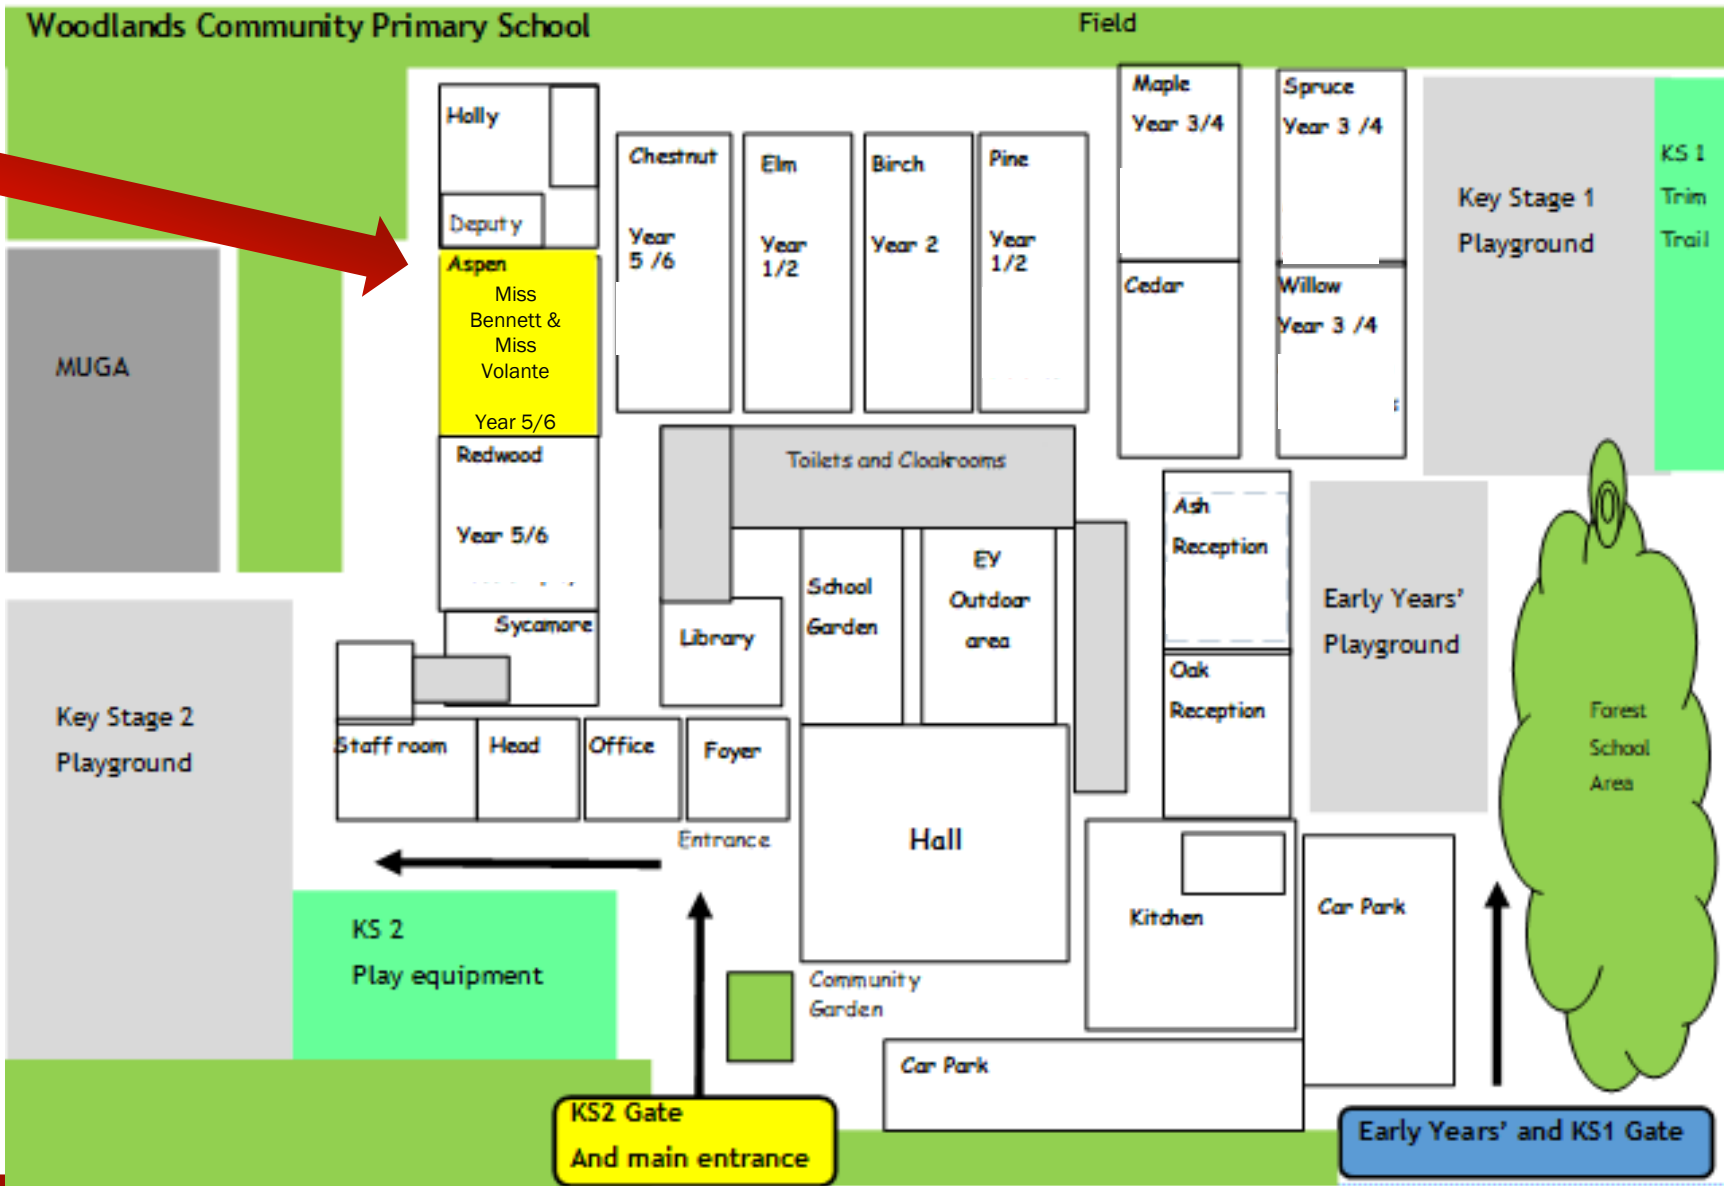 Woodlands Community Primary School
Field
Holly
Deputy
Aspen
Miss
Bennett &
Miss
Volante
Year 5/6
Redwood
Year 5/6
Sycamore
Chestnut
Year
5 /6
Elm
Year
1/2
Birch
Year 2
Pine
Year
1/2
Maple
Year 3/4
Cedar
Spruce
Year 3 /4
Willow
Year 3 /4
Key Stage 1
Playground
KS 1
Trim
Trail
MUGA
Toilets and Cloakrooms
School
Garden
EY
Outdoor
area
Library
Ash
Reception
Oak
Reception
Early Years’
Playground
Forest
School
Area
Key Stage 2
Playground
Staff room
Head
Office
Foyer
Entrance
Hall
Kitchen
Car Park
KS 2
Play equipment
Community
Garden
Car Park
KS2 Gate
And main entrance
Early Years’ and KS1 Gate